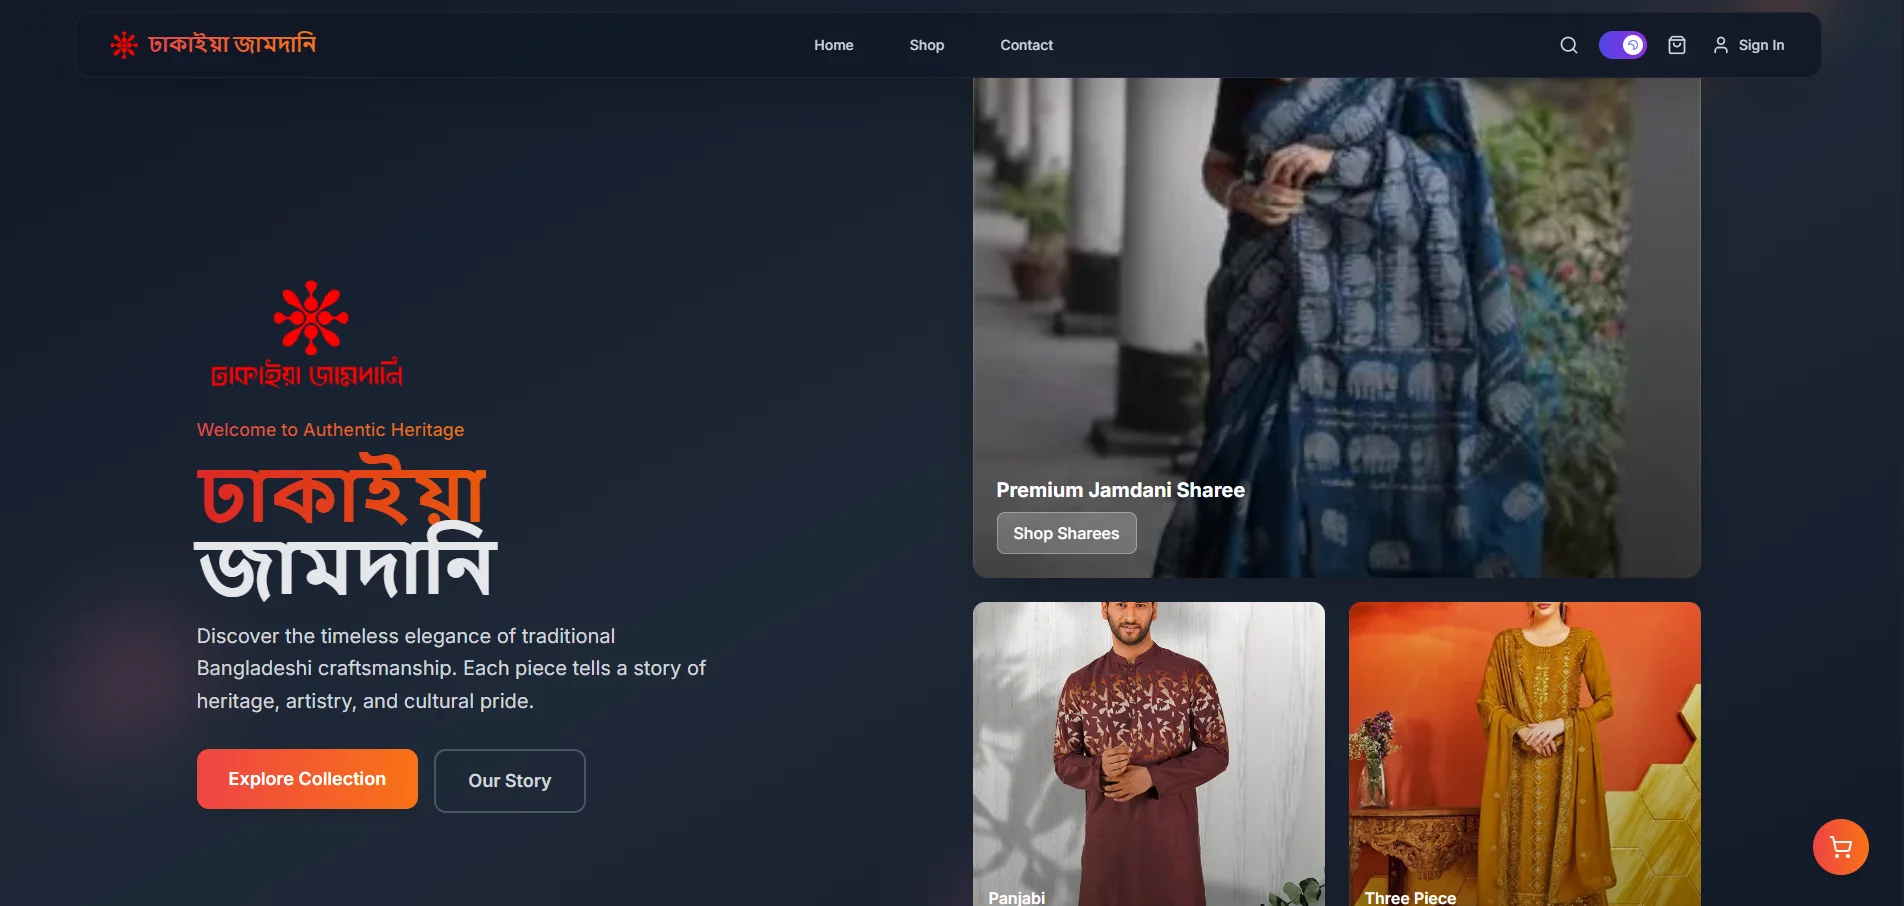 ঢাকাইয়া জামদানি
Home
Shop
Contact
Sign In
ঢাকাইয়া জামদানি
Welcome to Authentic Heritage
ঢাকাইয়া
জামদানি
Discover the timeless elegance of traditional
Bangladeshi craftsmanship. Each piece tells a story of
heritage, artistry, and cultural pride.
Explore Collection
Our Story
Premium Jamdani Sharee
Shop Sharees
Panjabi
Three Piece